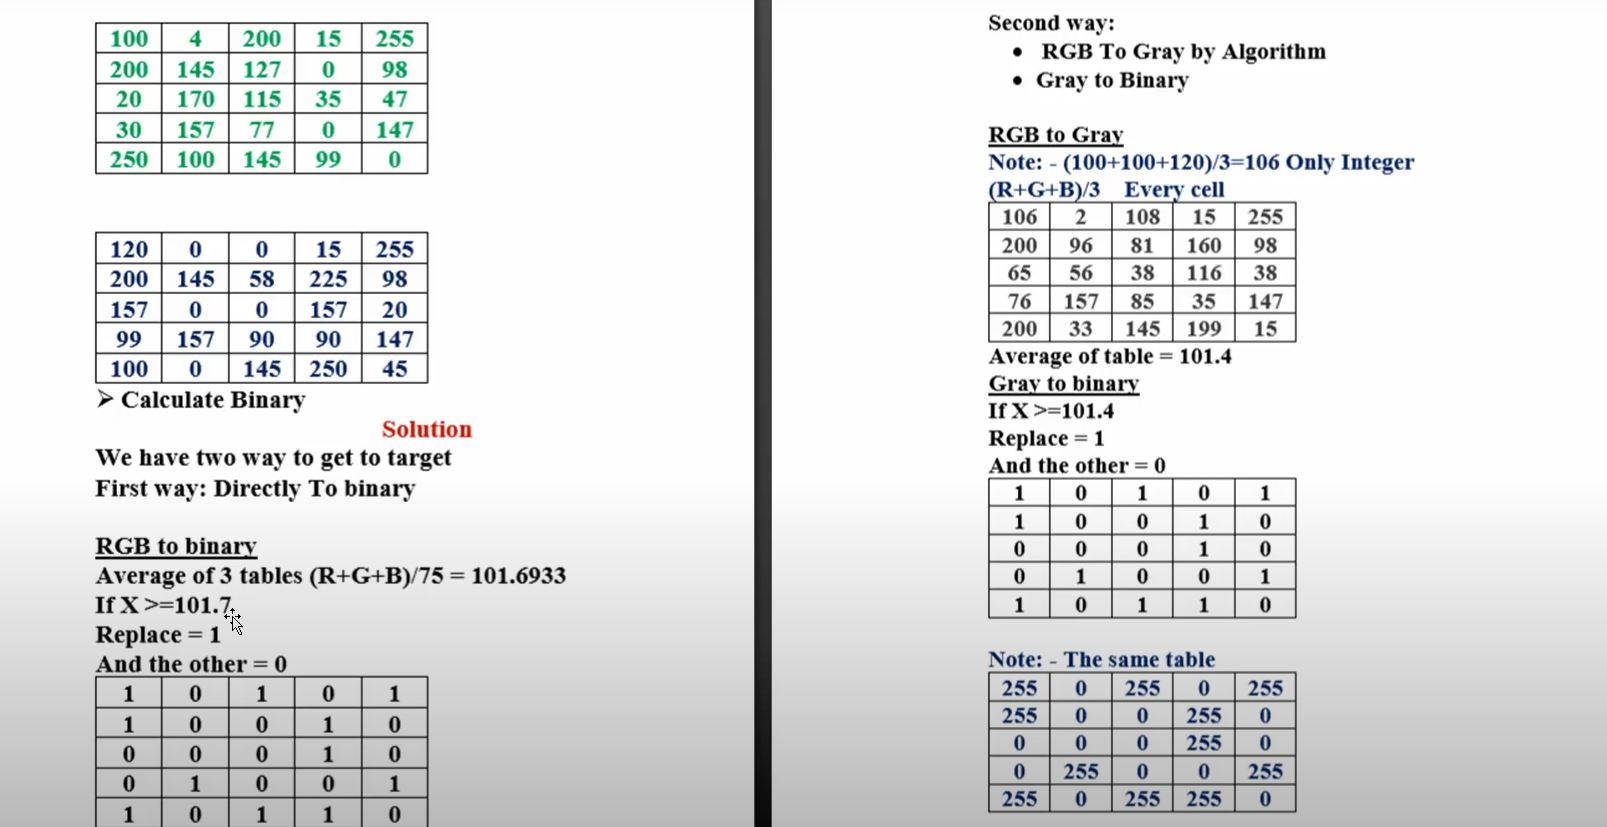 100 4 200 15 255
200 145 127 0 98
20 170 115 35 47
30 157 77 0 147
250 100 145 99 0
120 0 0 15 255
200 145 58 225 98
157 0 0 157 20
99 157 90 90 147
100 0 145 250 45
➤ Calculate Binary
Solution
We have two way to get to target
First way: Directly To binary
RGB to binary
Average of 3 tables (R+G+B)/75 = 101.6933
If X >=101.7
Replace = 1
And the other = 0
1 0 1 0 1
1 0 0 1 0
0 0 0 1 0
0 1 0 0 1
1 0 1 1 0
Second way:
• RGB To Gray by Algorithm
• Gray to Binary
RGB to Gray
Note: - (100+100+120)/3=106 Only Integer
(R+G+B)/3 Every cell
106 2 108 15 255
200 96 81 160 98
65 56 38 116 38
76 157 85 35 147
200 33 145 199 15
Average of table = 101.4
Gray to binary
If X >=101.4
Replace = 1
And the other = 0
1 0 1 0 1
1 0 0 1 0
0 0 0 1 0
0 1 0 0 1
1 0 1 1 0
Note: - The same table
255 0 255 0 255
255 0 0 255 0
0 0 0 255 0
0 255 0 0 255
255 0 255 255 0